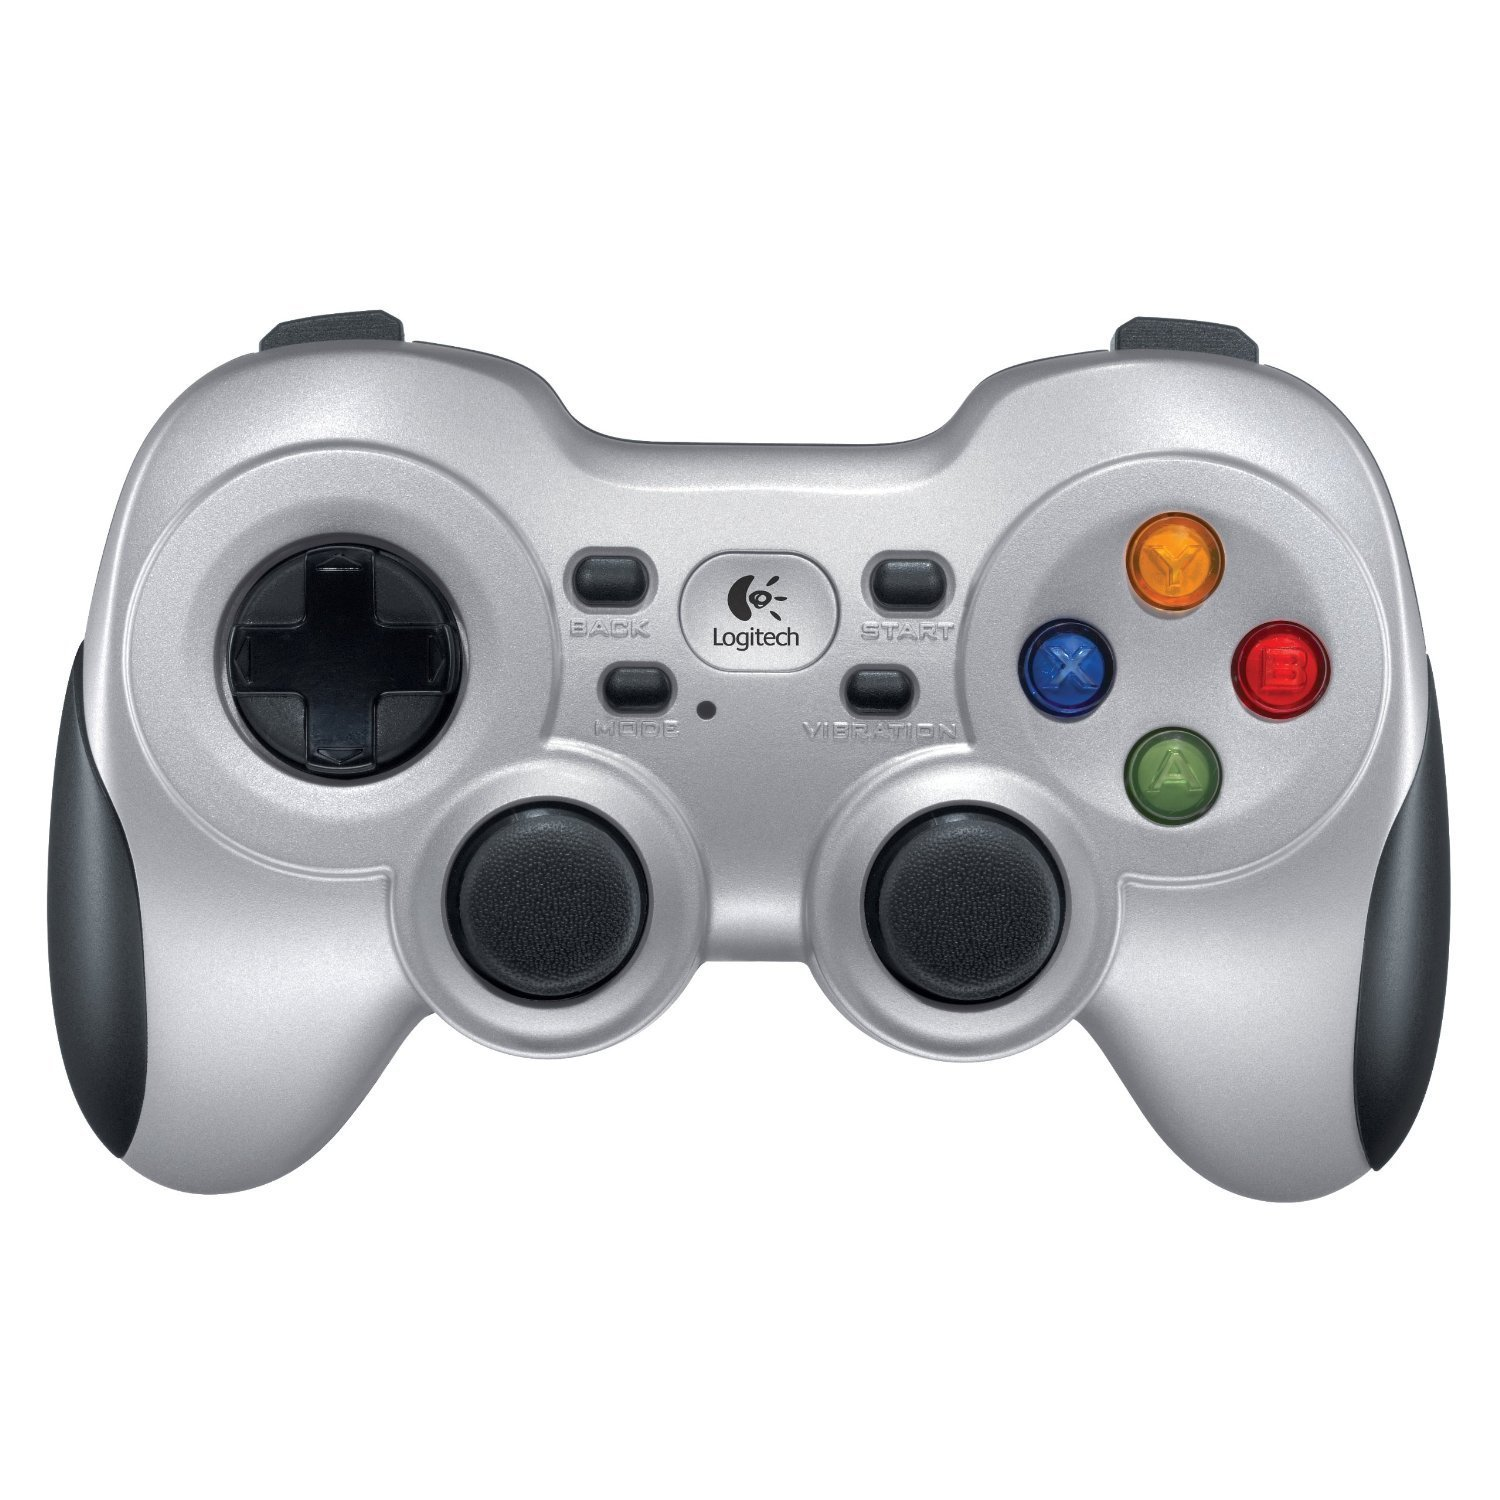 BACK
Logitech
START
MODE
VIBRATION
Y
X
B
A